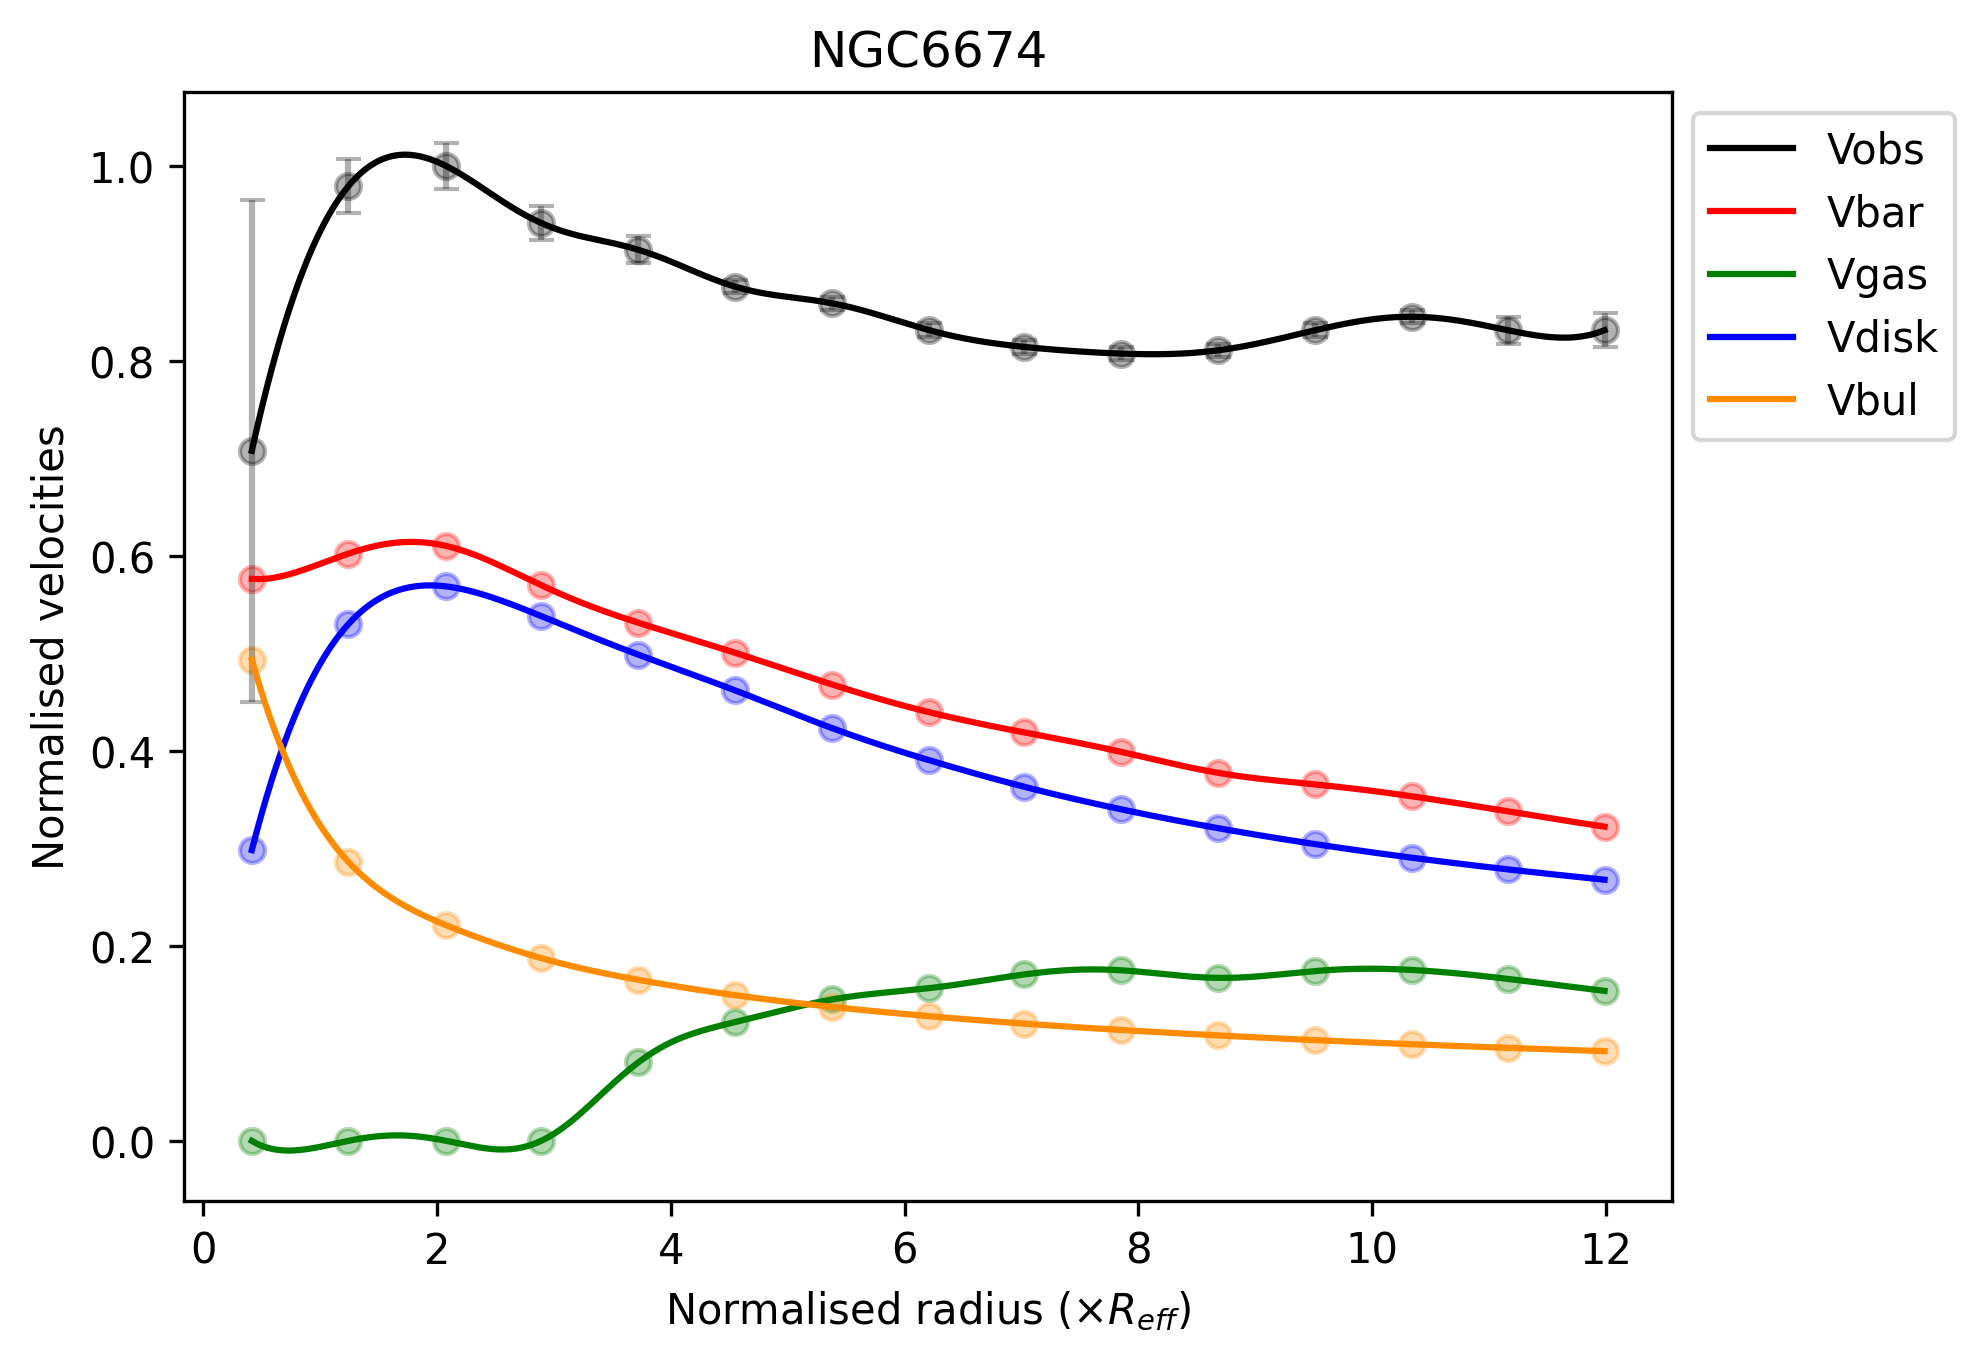 NGC6674
1.0
0.8
0.6
0.4
0.2
0.0
Normalised velocities
0 2 4 6 8 10 12
Normalised radius (×R_eff)
Vobs
Vbar
Vgas
Vdisk
Vbul